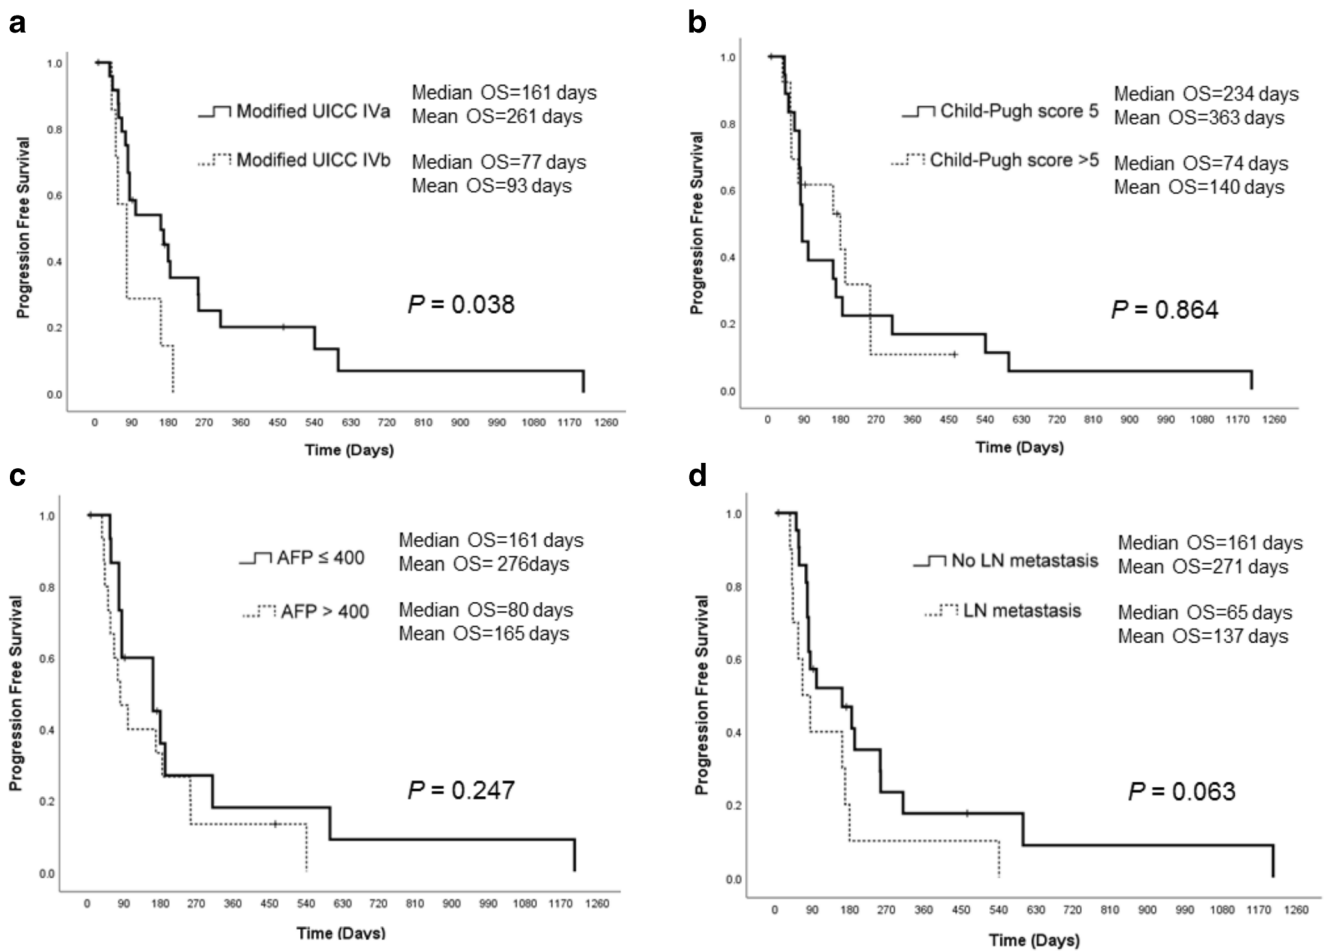 a
Progression Free Survival
1.0
0.8
0.6
0.4
0.2
0.0
Modified UICC IVa
Median OS=161 days
Mean OS=261 days
Modified UICC IVb
Median OS=77 days
Mean OS=93 days
P = 0.038
0 90 180 270 360 450 540 630 720 810 900 990 1080 1170 1260
Time (Days)
b
Progression Free Survival
1.0
0.8
0.6
0.4
0.2
0.0
Child-Pugh score 5
Median OS=234 days
Mean OS=363 days
Child-Pugh score >5
Median OS=74 days
Mean OS=140 days
P = 0.864
0 90 180 270 360 450 540 630 720 810 900 990 1080 1170 1260
Time (Days)
c
Progression Free Survival
1.0
0.8
0.6
0.4
0.2
0.0
AFP ≤ 400
Median OS=161 days
Mean OS= 276days
AFP > 400
Median OS=80 days
Mean OS=165 days
P = 0.247
0 90 180 270 360 450 540 630 720 810 900 990 1080 1170 1260
Time (Days)
d
Progression Free Survival
1.0
0.8
0.6
0.4
0.2
0.0
No LN metastasis
Median OS=161 days
Mean OS=271 days
LN metastasis
Median OS=65 days
Mean OS=137 days
P = 0.063
0 90 180 270 360 450 540 630 720 810 900 990 1080 1170 1260
Time (Days)